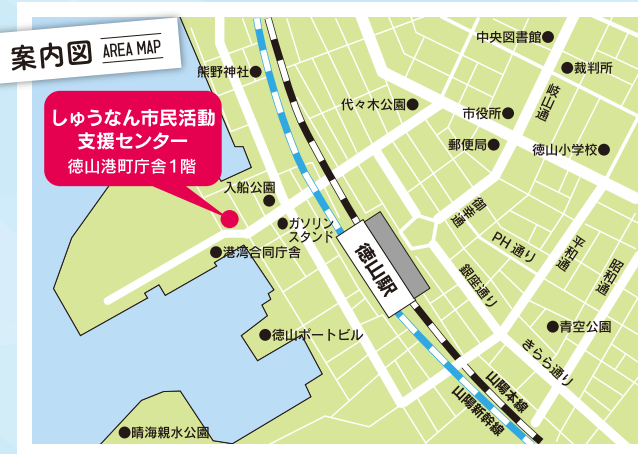 案内図 AREA MAP
しゅうなん市民活動
支援センター
徳山港町庁舎1階
中央図書館
裁判所
熊野神社
岐山通
代々木公園
市役所
郵便局
徳山小学校
入船公園
ガソリン
スタンド
港湾合同庁舎
御幸通
PH通り
平和通
昭和通
徳山駅
銀座通り
青空公園
徳山ポートビル
きらら通り
山陽本線
山陽新幹線
晴海親水公園